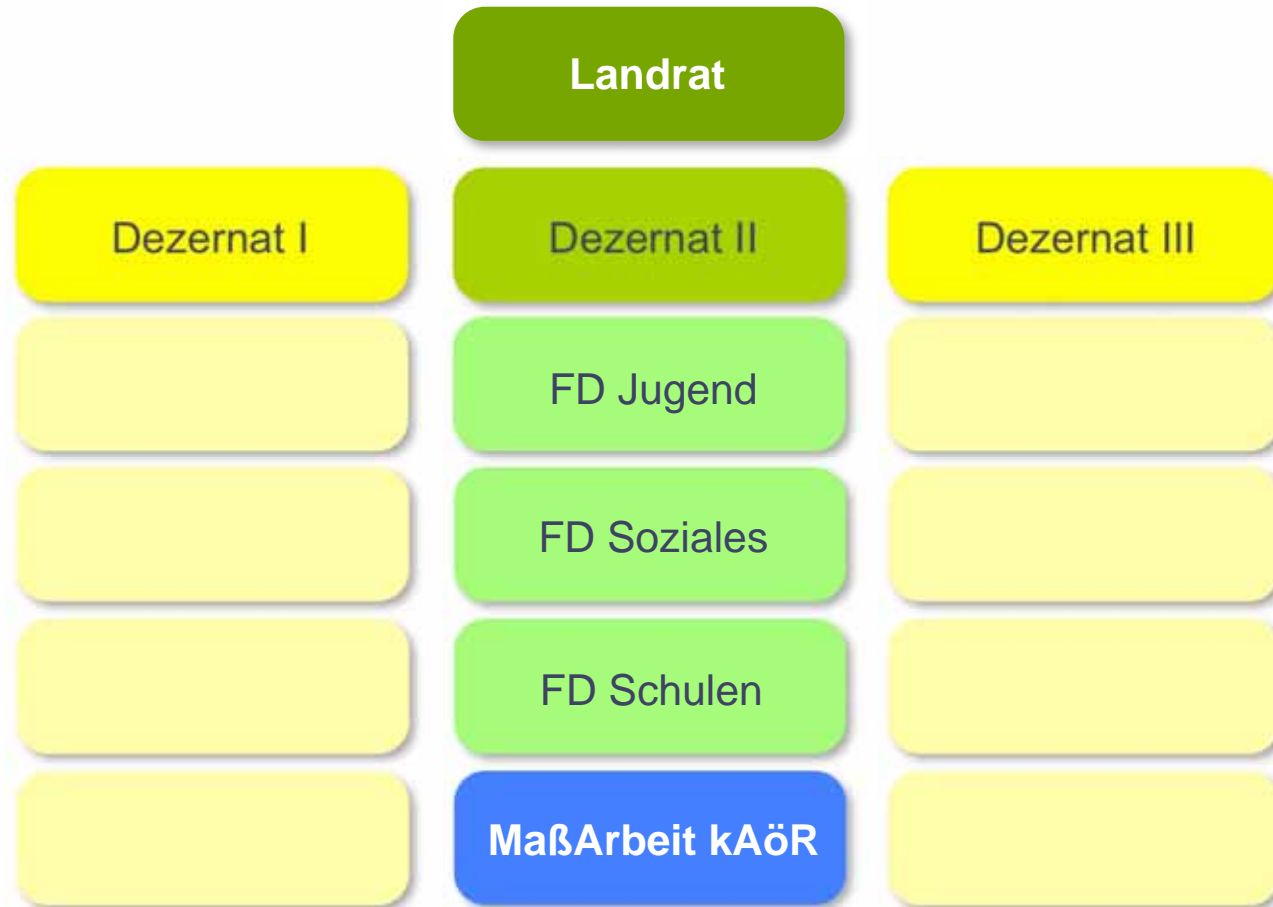 Landrat
Dezernat I
Dezernat II
Dezernat III
FD Jugend
FD Soziales
FD Schulen
MaßArbeit kAöR